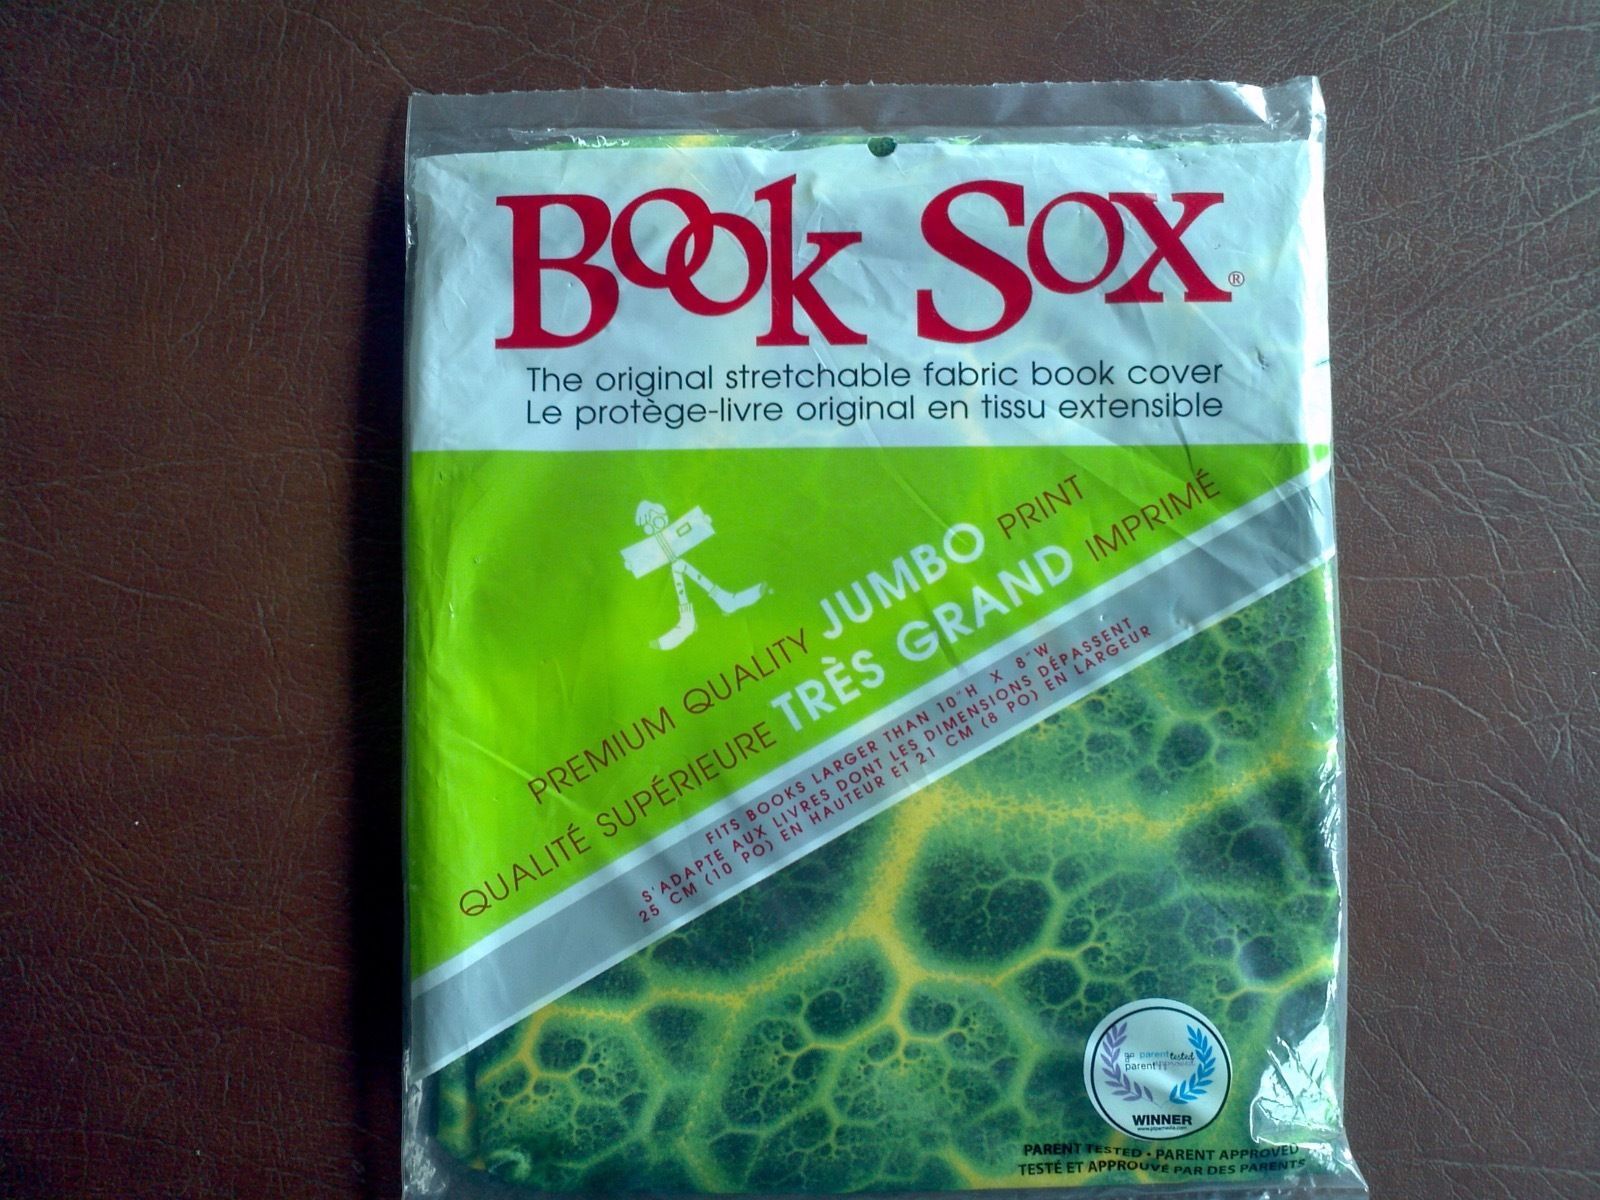 Book Sox®
The original stretchable fabric book cover
Le protège-livre original en tissu extensible
PREMIUM QUALITY JUMBO PRINT
QUALITÉ SUPÉRIEURE TRÈS GRAND IMPRIMÉ
FITS BOOKS LARGER THAN 10"H X 8"W
S'ADAPTE AUX LIVRES DONT LES DIMENSIONS DÉPASSENT
25 CM (10 PO) EN HAUTEUR ET 21 CM (8 PO) EN LARGEUR
parent tested
parent
WINNER
PARENT TESTED • PARENT APPROVED
TESTÉ ET APPROUVÉ PAR DES PARENTS